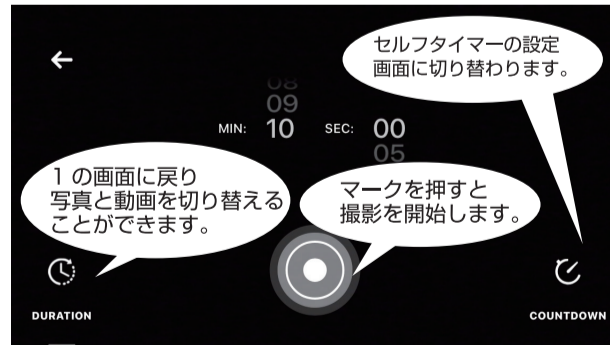 セルフタイマーの設定
画面に切り替わります。
08
09
MIN: 10 SEC: 00
05
1の画面に戻り
写真と動画を切り替える
ことができます。
マークを押すと
撮影を開始します。
DURATION
COUNTDOWN